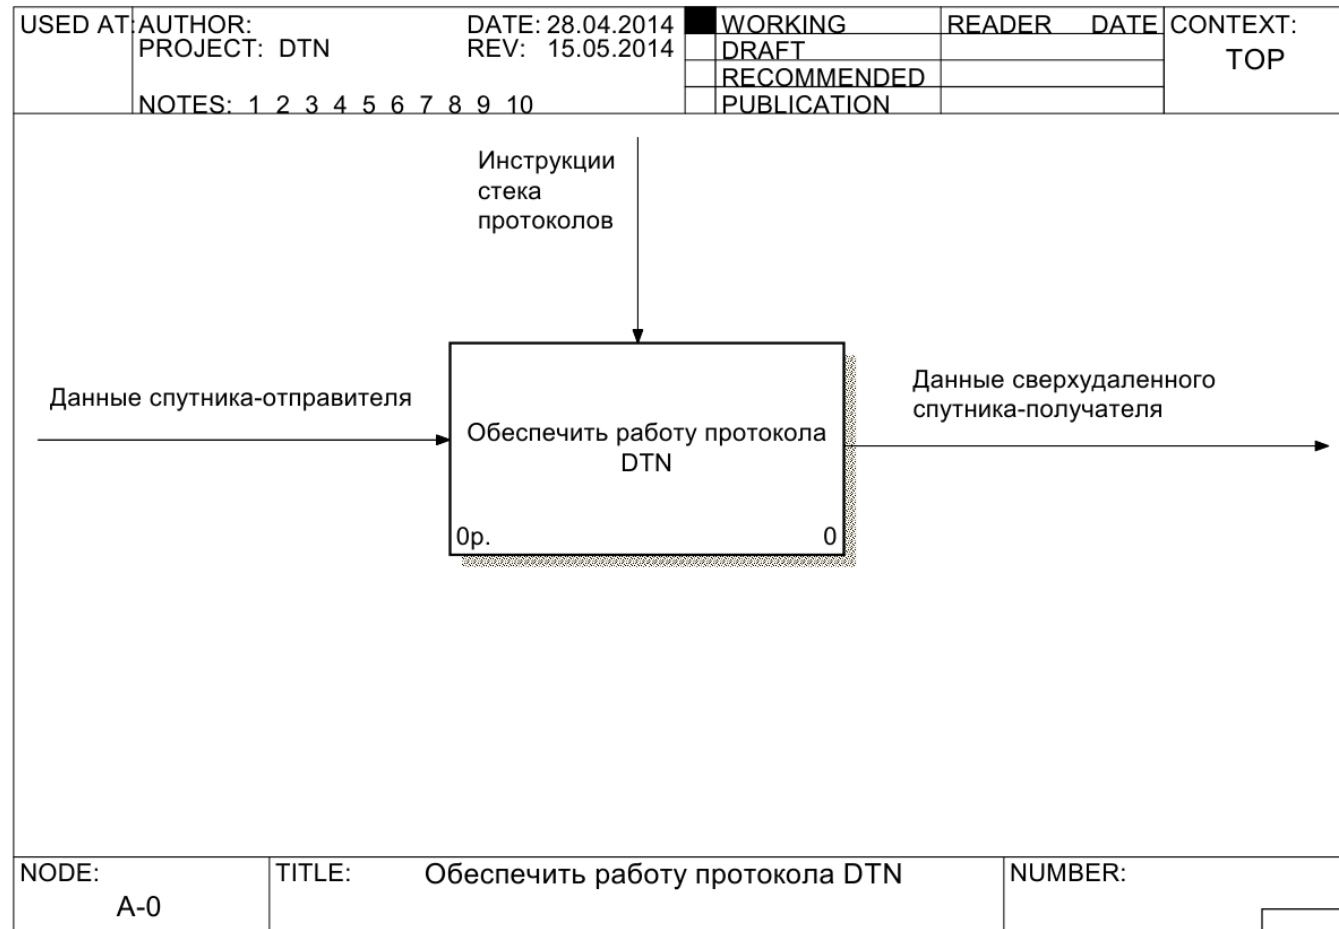 USED AT: AUTHOR: DATE: 28.04.2014 WORKING READER DATE CONTEXT:
PROJECT: DTN REV: 15.05.2014 DRAFT TOP
RECOMMENDED
NOTES: 1 2 3 4 5 6 7 8 9 10 PUBLICATION
Инструкции
стека
протоколов
Данные спутника-отправителя
Обеспечить работу протокола
DTN
0р. 0
Данные сверхудаленного
спутника-получателя
NODE: TITLE: Обеспечить работу протокола DTN NUMBER:
A-0